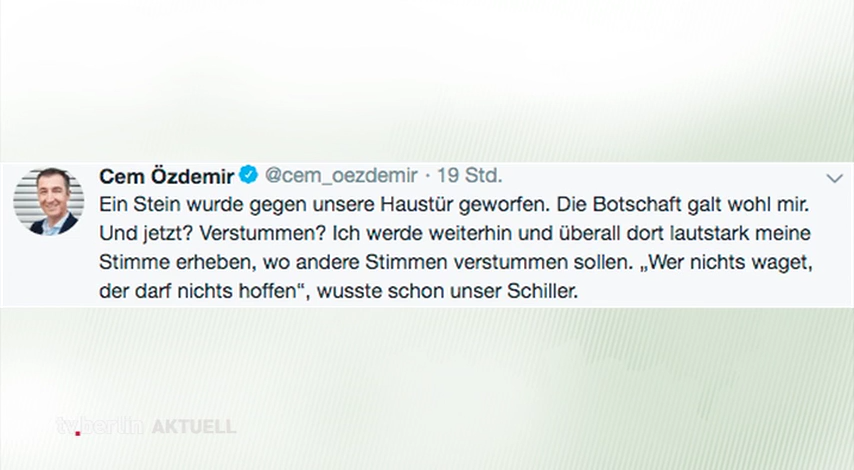 Cem Özdemir @cem_oezdemir · 19 Std.
Ein Stein wurde gegen unsere Haustür geworfen. Die Botschaft galt wohl mir.
Und jetzt? Verstummen? Ich werde weiterhin und überall dort lautstark meine
Stimme erheben, wo andere Stimmen verstummen sollen. „Wer nichts waget,
der darf nichts hoffen“, wusste schon unser Schiller.
tv.berlin AKTUELL